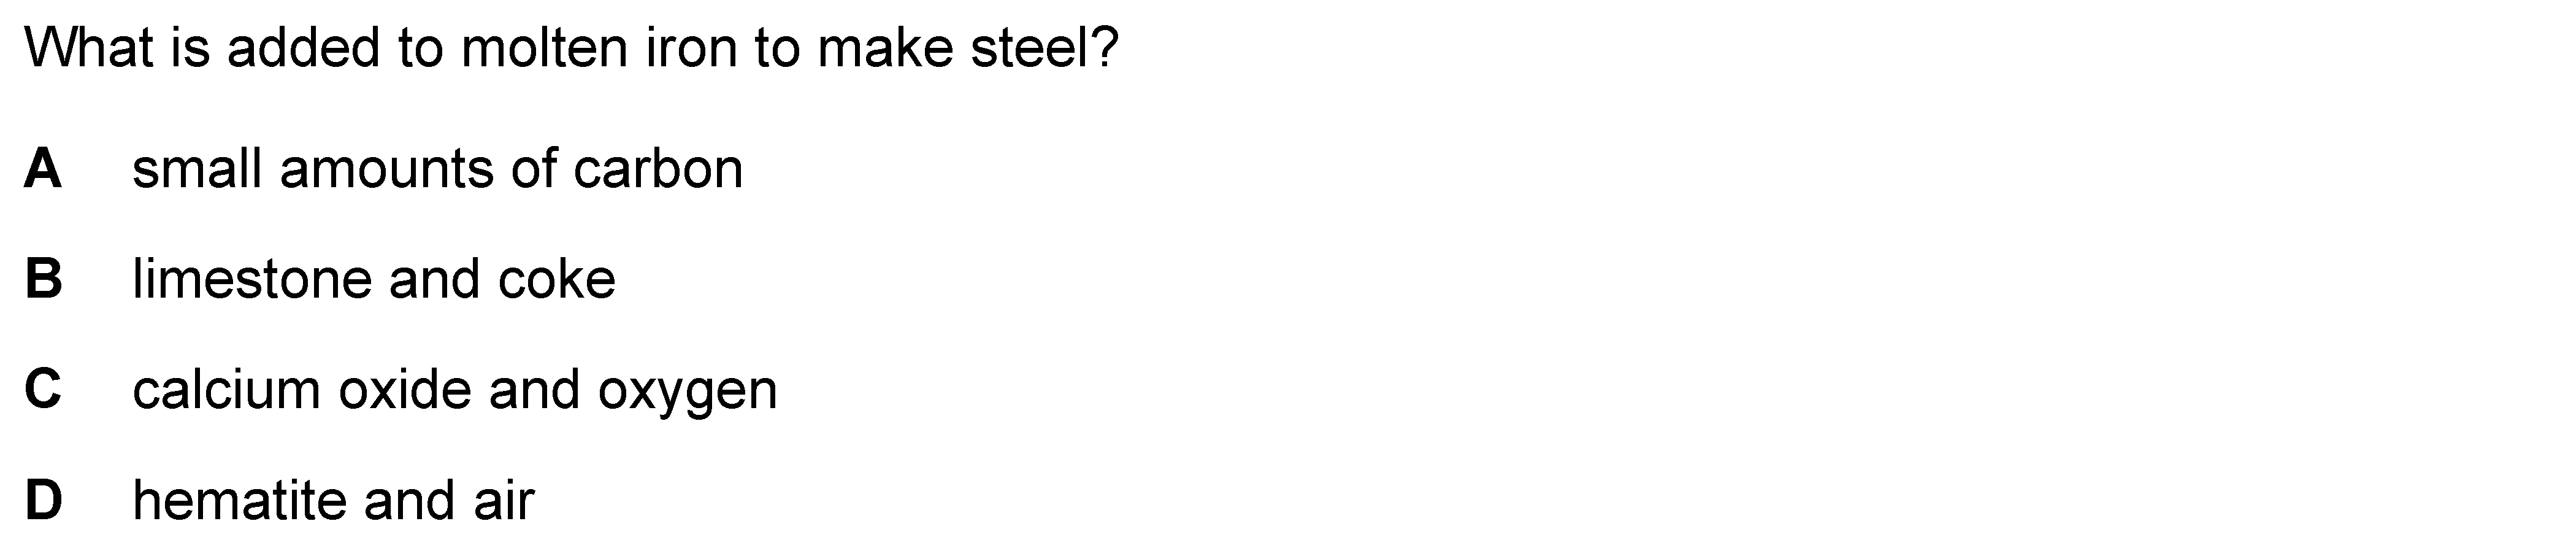 What is added to molten iron to make steel?
A small amounts of carbon
B limestone and coke
C calcium oxide and oxygen
D hematite and air